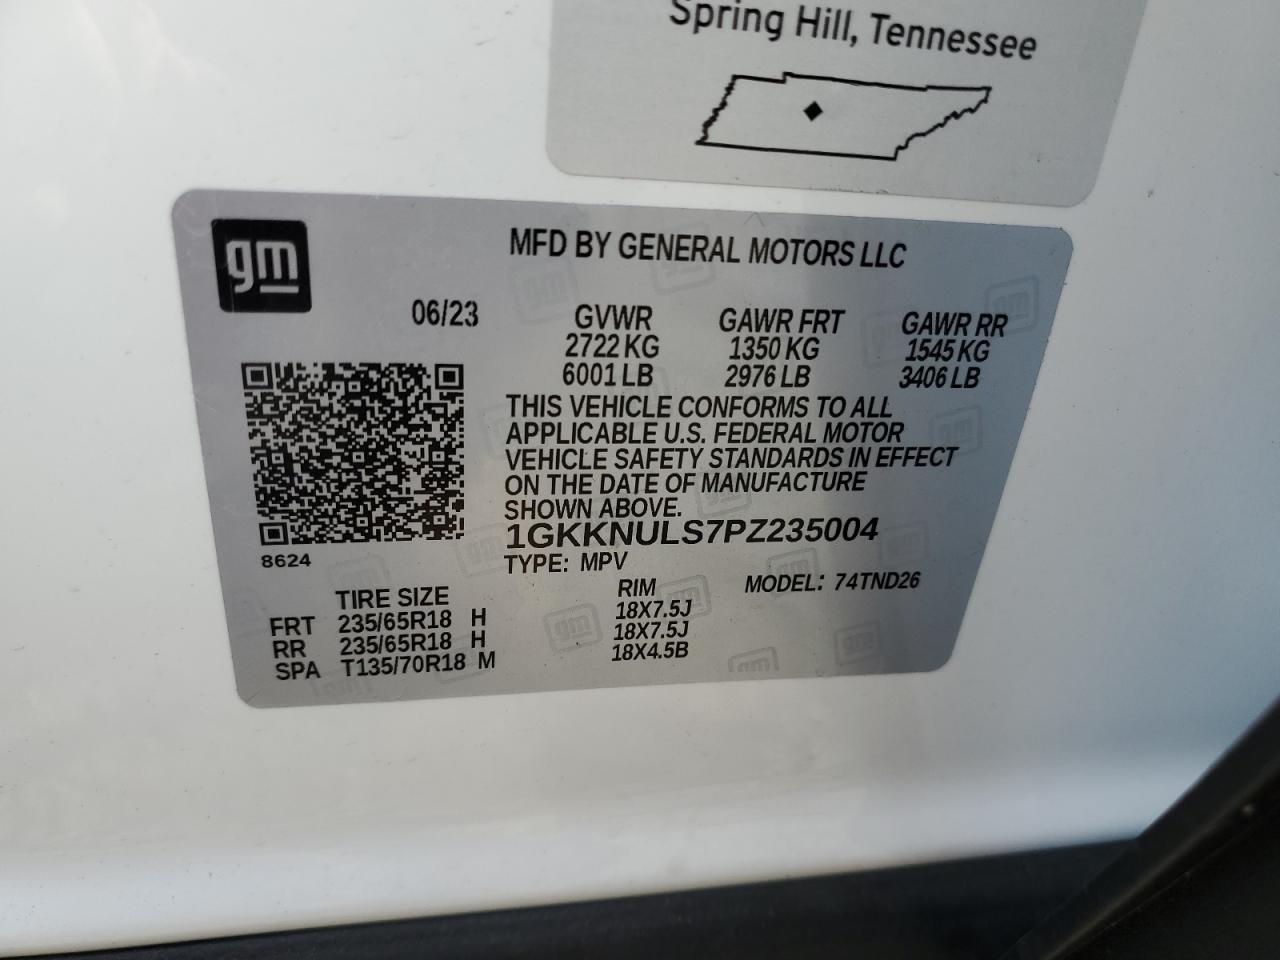 Spring Hill, Tennessee
gm
MFD BY GENERAL MOTORS LLC
06/23
GVWR GAWR FRT GAWR RR
2722 KG 1350 KG 1545 KG
6001 LB 2976 LB 3406 LB
THIS VEHICLE CONFORMS TO ALL
APPLICABLE U.S. FEDERAL MOTOR
VEHICLE SAFETY STANDARDS IN EFFECT
ON THE DATE OF MANUFACTURE
SHOWN ABOVE.
1GKKNULS7PZ235004
8624
TYPE: MPV
MODEL: 74TND26
TIRE SIZE RIM
FRT 235/65R18 H 18X7.5J
RR 235/65R18 H 18X7.5J
SPA T135/70R18 M 18X4.5B